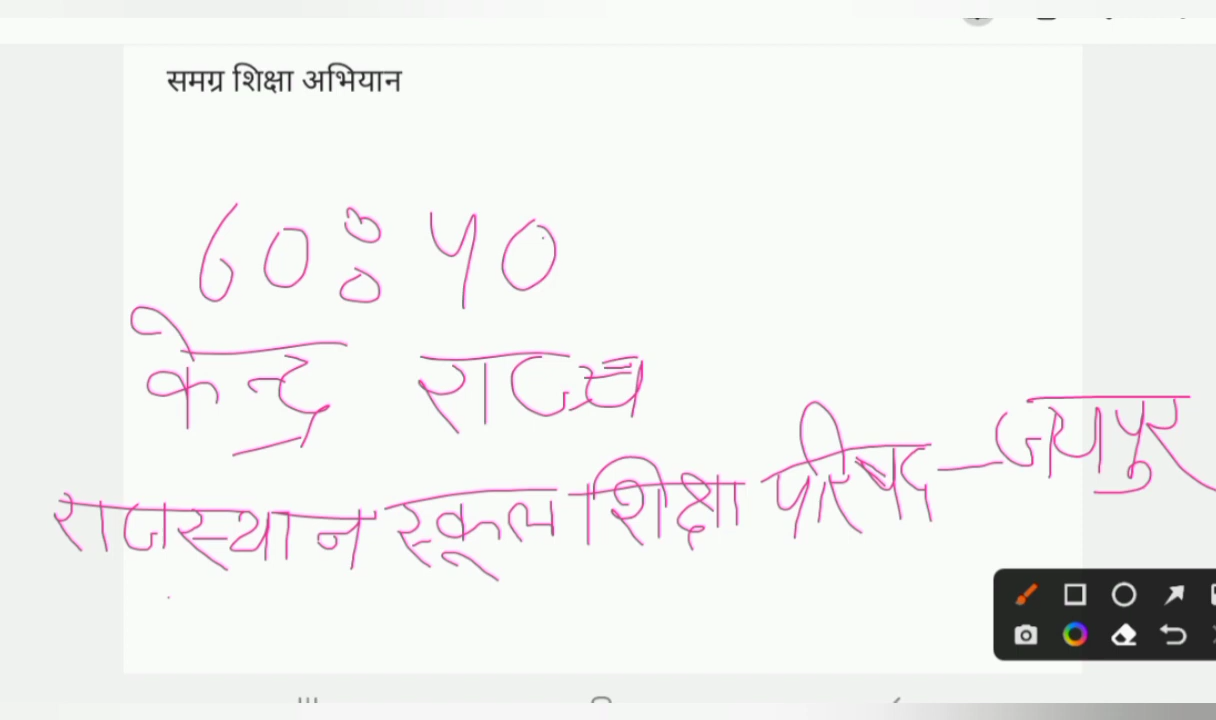 समग्र शिक्षा अभियान
60 : 40
केन्द्र राज्य
राजस्थान स्कूल शिक्षा परिषद - जयपुर